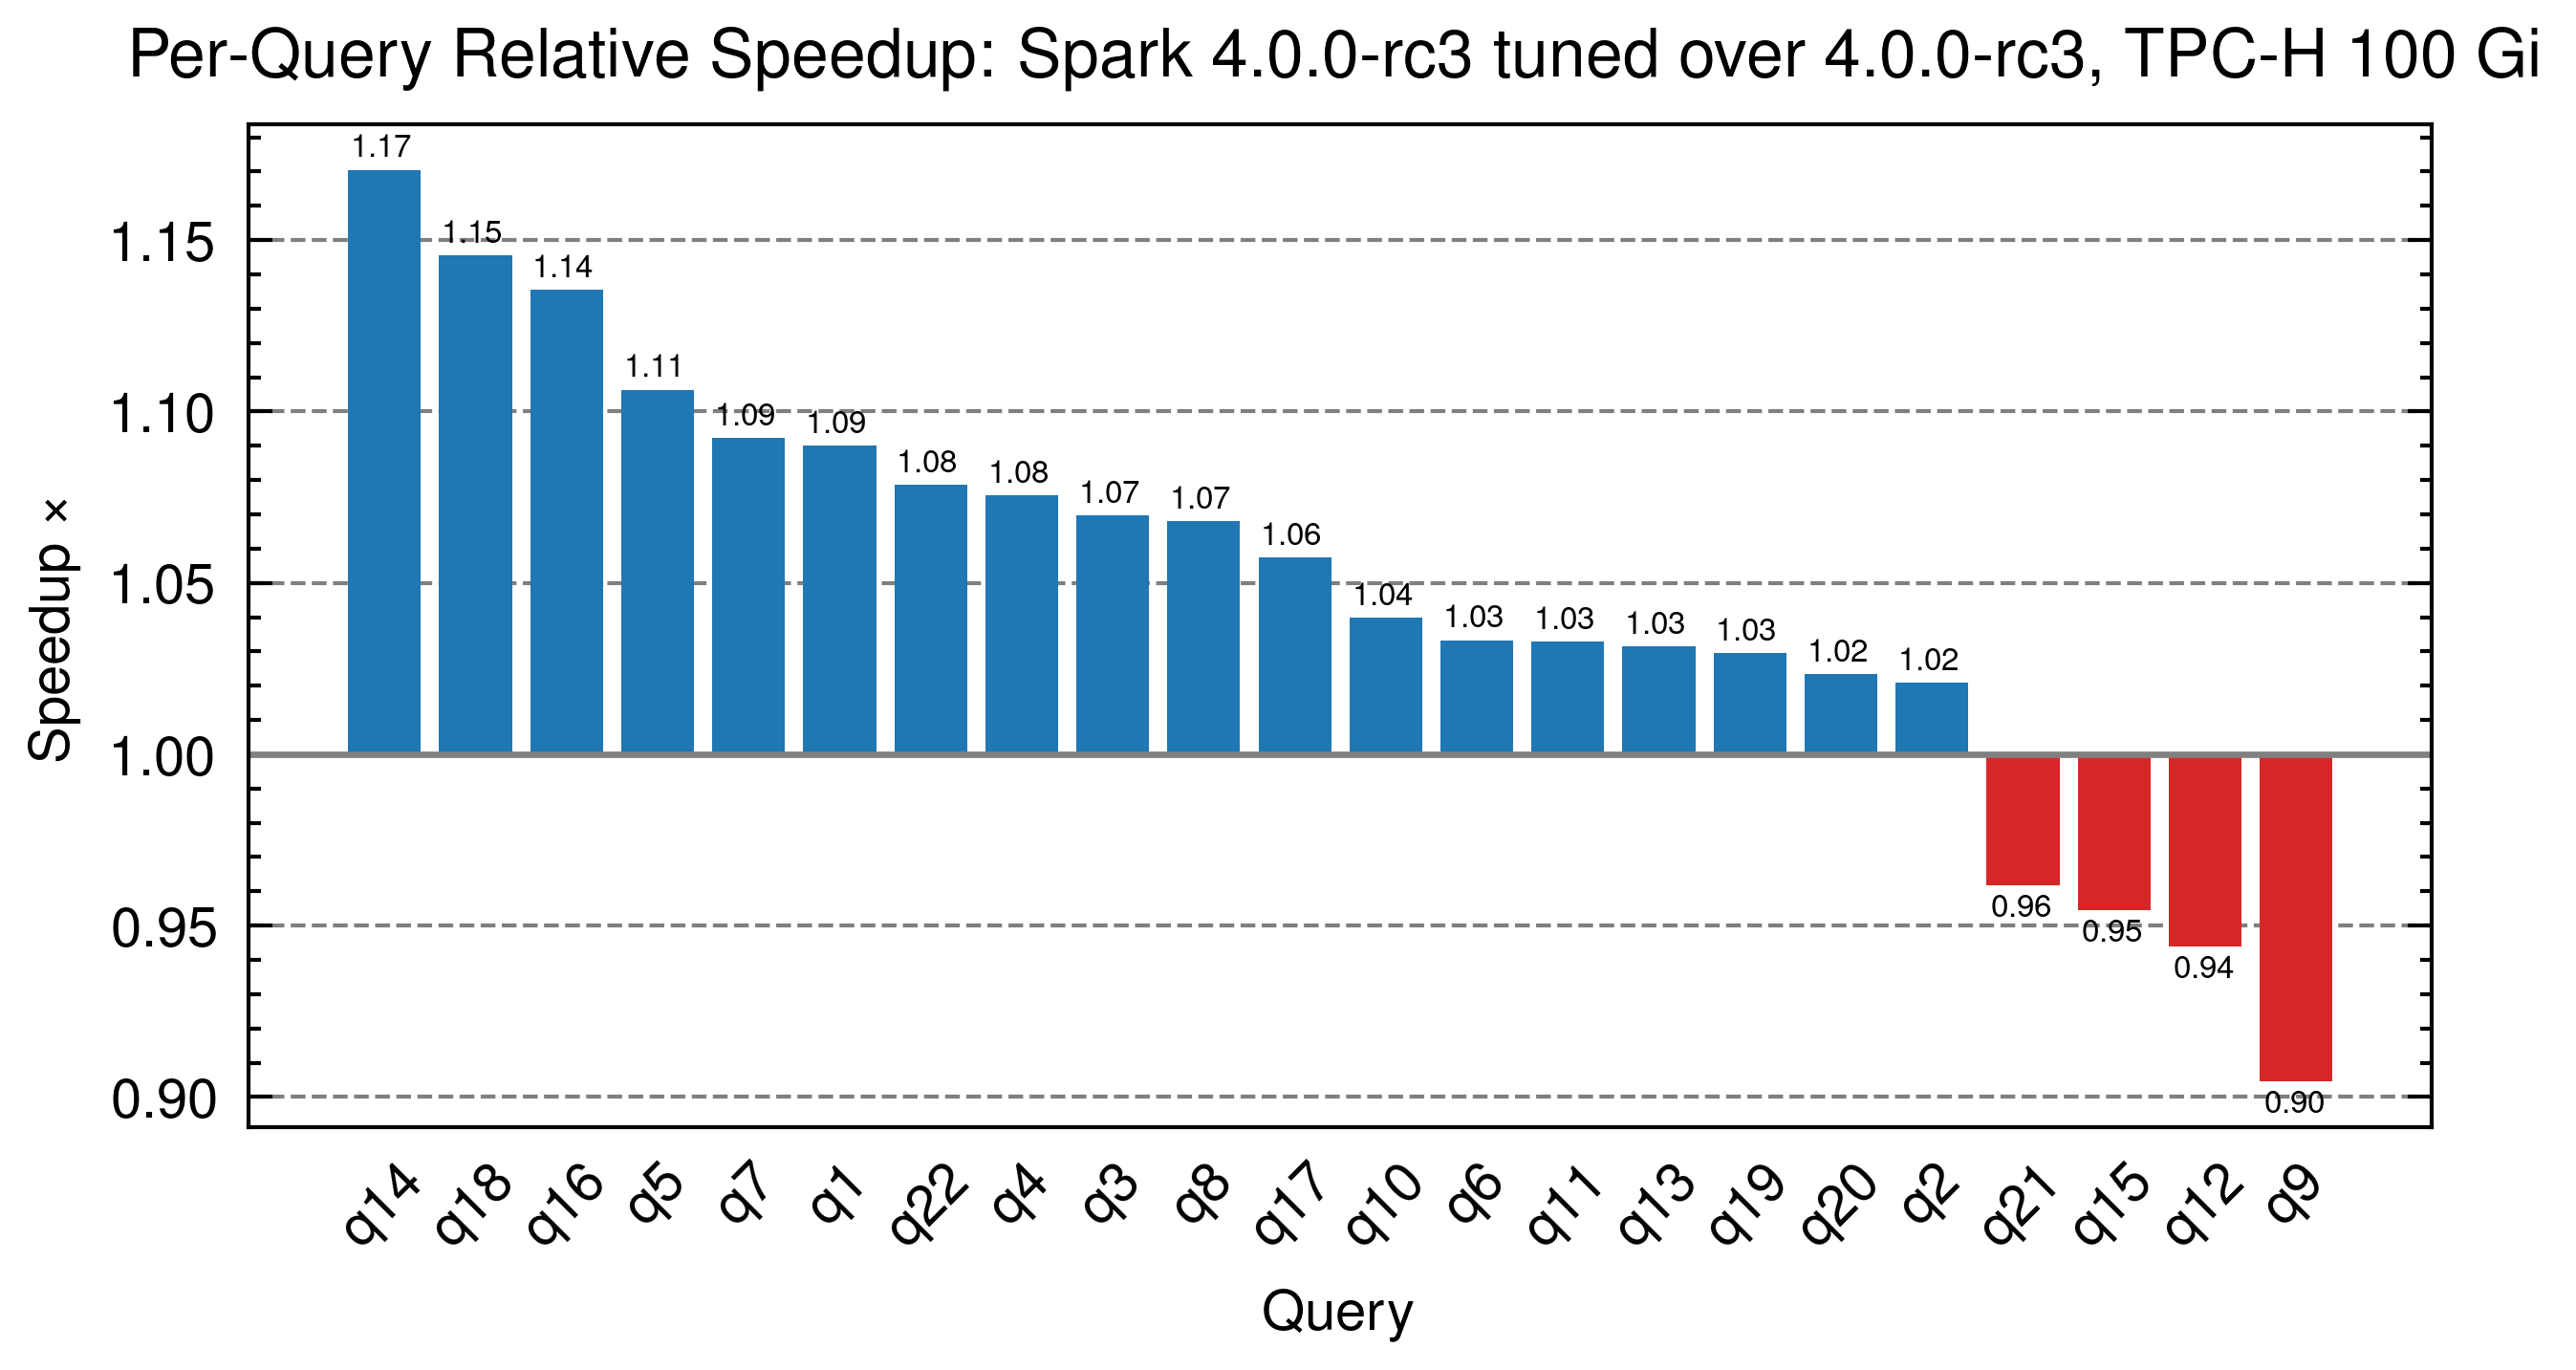 Per-Query Relative Speedup: Spark 4.0.0-rc3 tuned over 4.0.0-rc3, TPC-H 100 Gi
Speedup ×
1.15
1.10
1.05
1.00
0.95
0.90
1.17
1.15
1.14
1.11
1.09
1.09
1.08
1.08
1.07
1.07
1.06
1.04
1.03
1.03
1.03
1.03
1.02
1.02
0.96
0.95
0.94
0.90
q14
q18
q16
q5
q7
q1
q22
q4
q3
q8
q17
q10
q6
q11
q13
q19
q20
q2
q21
q15
q12
q9
Query